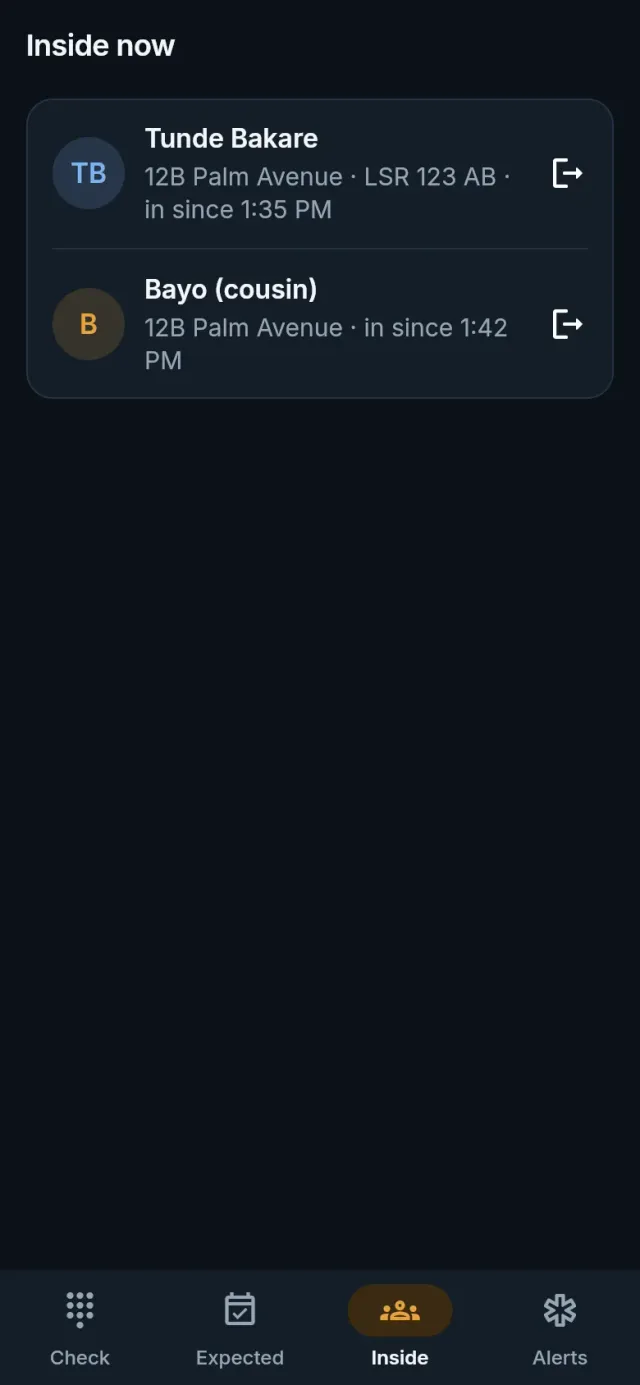 Inside now
TB
Tunde Bakare
12B Palm Avenue · LSR 123 AB ·
in since 1:35 PM
B
Bayo (cousin)
12B Palm Avenue · in since 1:42
PM
Check
Expected
Inside
Alerts